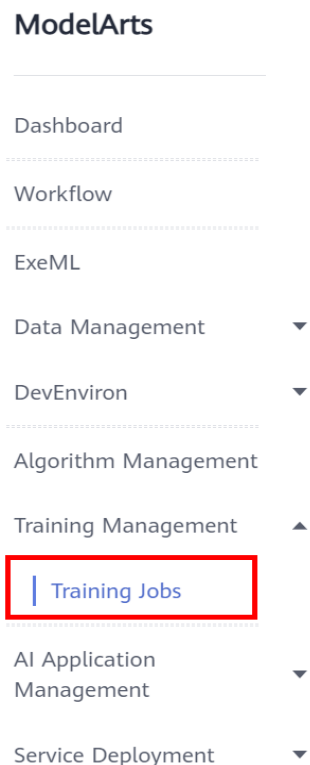 ModelArts
Dashboard
Workflow
ExeML
Data Management
DevEnviron
Algorithm Management
Training Management
Training Jobs
AI Application
Management
Service Deployment